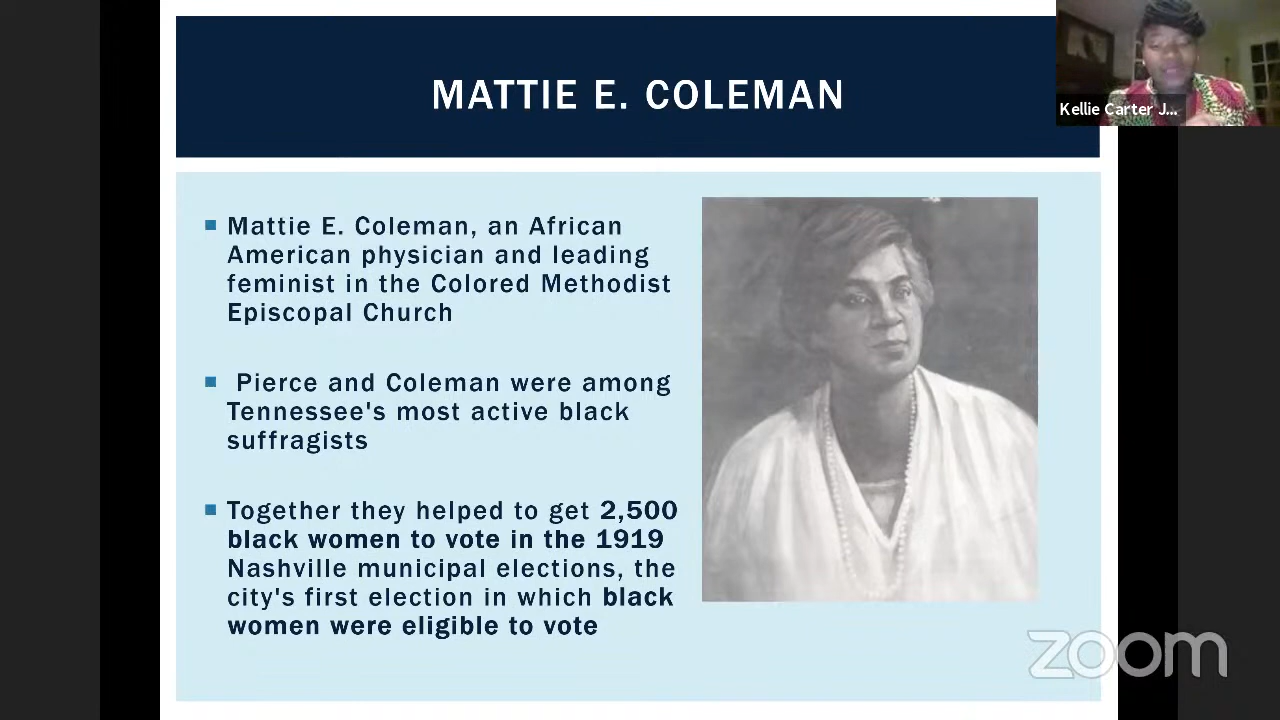 MATTIE E. COLEMAN
Kellie Carter J...
Mattie E. Coleman, an African
American physician and leading
feminist in the Colored Methodist
Episcopal Church
Pierce and Coleman were among
Tennessee's most active black
suffragists
Together they helped to get 2,500
black women to vote in the 1919
Nashville municipal elections, the
city's first election in which black
women were eligible to vote
zoom